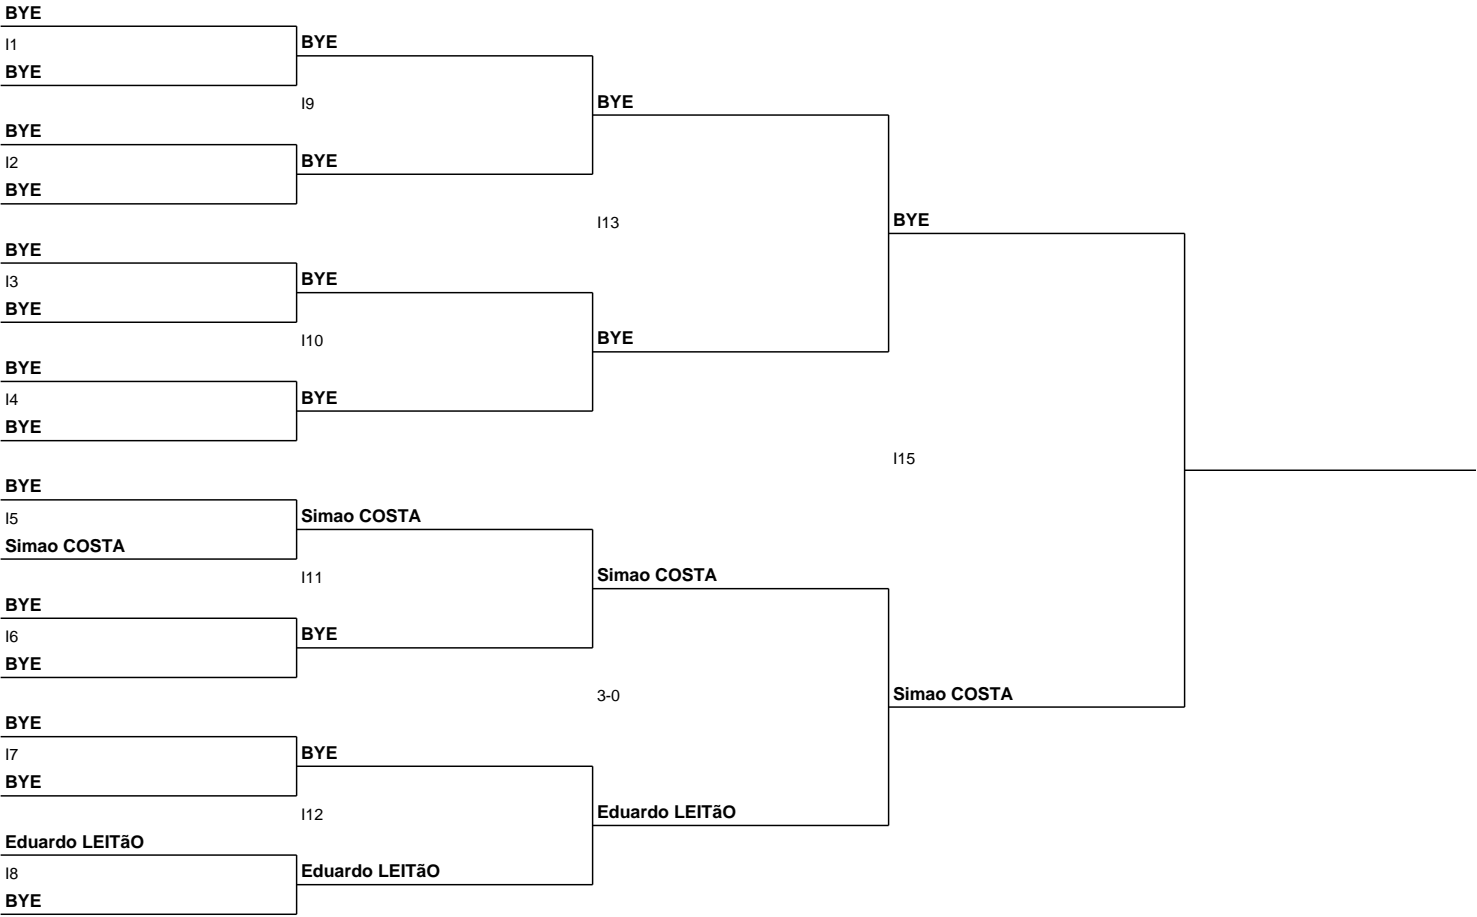 BYE
I1
BYE
BYE
I9
BYE
BYE
I2
BYE
BYE
I13
BYE
BYE
I3
BYE
BYE
I10
BYE
BYE
I4
BYE
BYE
I15
BYE
I5
Simao COSTA
Simao COSTA
I11
Simao COSTA
BYE
I6
BYE
BYE
3-0
Simao COSTA
BYE
I7
BYE
BYE
I12
Eduardo LEITãO
Eduardo LEITãO
I8
Eduardo LEITãO
BYE